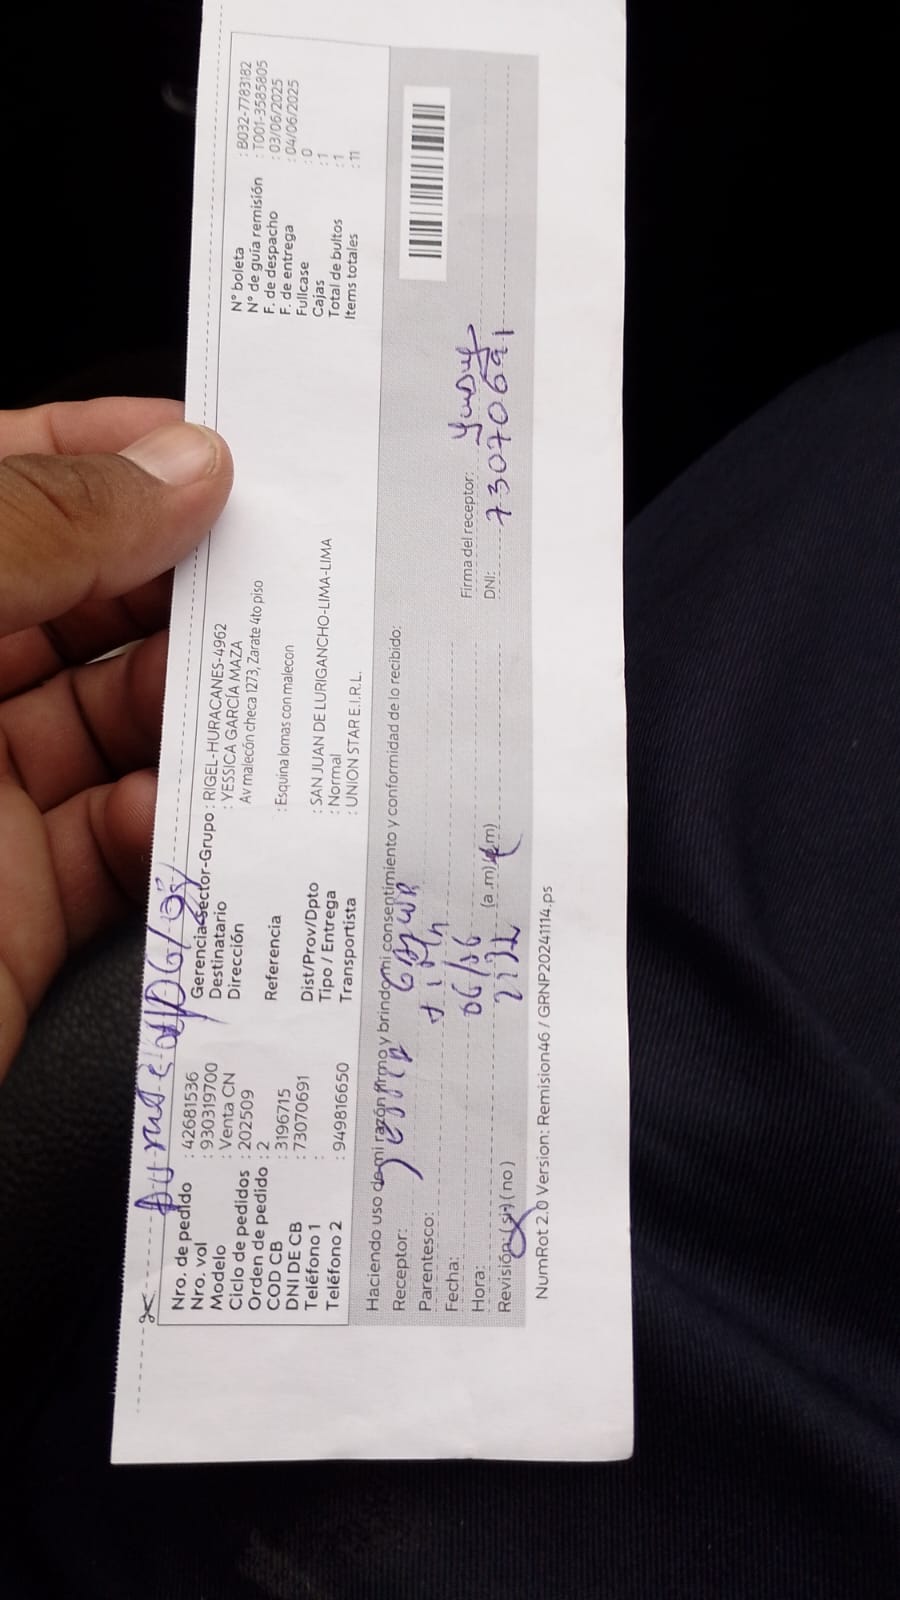 Nro. de pedido : 42681536
Nro. vol : 930319700
Modelo : Venta CN
Ciclo de pedidos : 202509
Orden de pedido : 2
COD CB : 3196715
DNI DE CB : 73070691
Teléfono 1 :
Teléfono 2 : 949816650
Gerencia-Sector-Grupo : RIGEL-HURACANES-4962
Destinatario : YESSICA GARCÍA MAZA
Dirección Av malecón checa 1273, Zarate 4to piso
Referencia : Esquina lomas con malecon
Dist/Prov/Dpto : SAN JUAN DE LURIGANCHO-LIMA-LIMA
Tipo / Entrega : Normal
Transportista : UNION STAR E.I.R.L.
N° boleta : B032-7783182
N° de guía remisión : T001-3585805
F. de despacho : 03/06/2025
F. de entrega : 04/06/2025
Fullcase : 0
Cajas : 1
Total de bultos : 1
Items totales : 11
Haciendo uso de mi razón firmo y brindo mi consentimiento y conformidad de lo recibido:
Receptor:
Parentesco:
Fecha: 06/06
Hora: (a.m)
Revisión: (si) (no)
Firma del receptor:
DNI: 73070691
NumRot 2.0 Version: Remision46 / GRNP20241114.ps